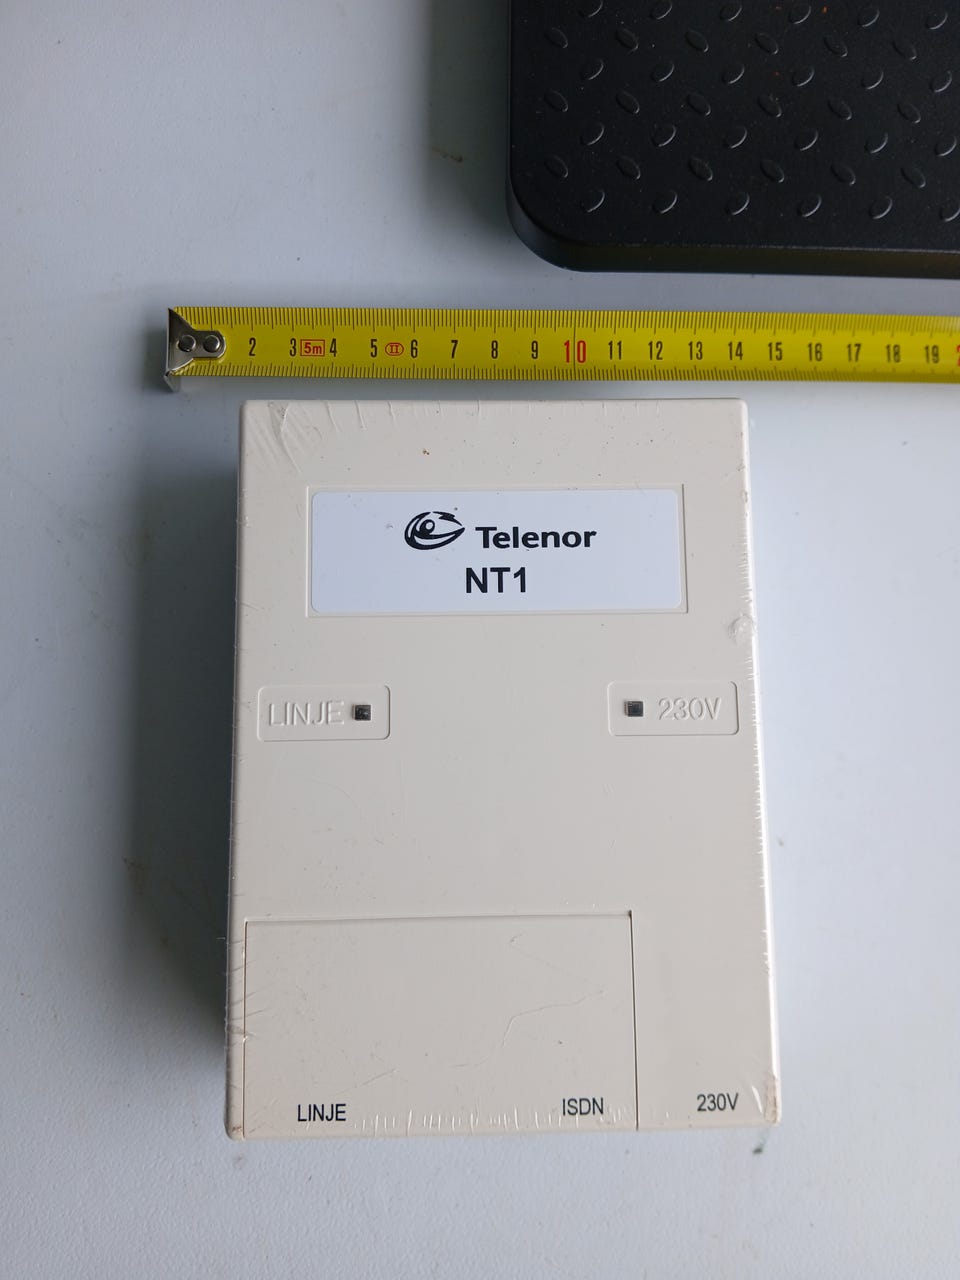 2 3 5m 4 5 II 6 7 8 9 10 11 12 13 14 15 16 17 18 19
Telenor
NT1
LINJE 230V
LINJE ISDN 230V